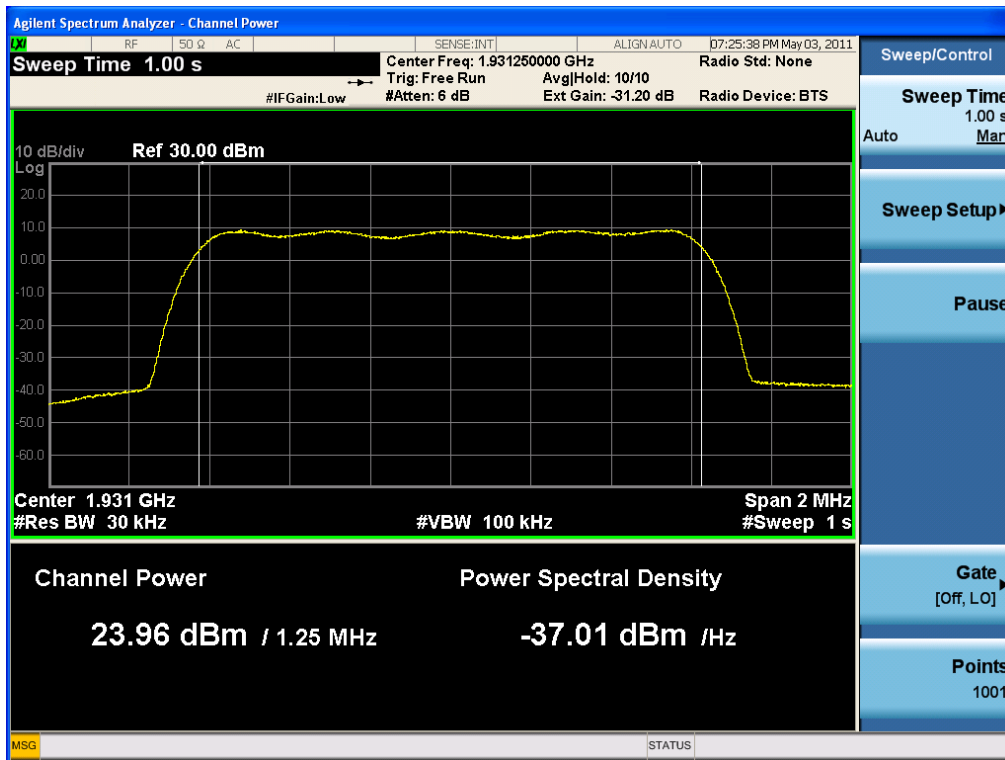 Agilent Spectrum Analyzer - Channel Power
LXI RF 50 Ω AC SENSE:INT ALIGN AUTO 07:25:38 PM May 03, 2011
Sweep Time 1.00 s
Center Freq: 1.931250000 GHz
Radio Std: None
Trig: Free Run Avg|Hold: 10/10
#IFGain:Low #Atten: 6 dB Ext Gain: -31.20 dB Radio Device: BTS
10 dB/div Ref 30.00 dBm
Log
20.0
10.0
0.00
-10.0
-20.0
-30.0
-40.0
-50.0
-60.0
Center 1.931 GHz Span 2 MHz
#Res BW 30 kHz #VBW 100 kHz #Sweep 1 s
Channel Power Power Spectral Density
23.96 dBm / 1.25 MHz -37.01 dBm /Hz
MSG STATUS
Sweep/Control
Sweep Time
1.00 s
Auto Man
Sweep Setup
Pause
Gate
[Off, LO]
Points
1001